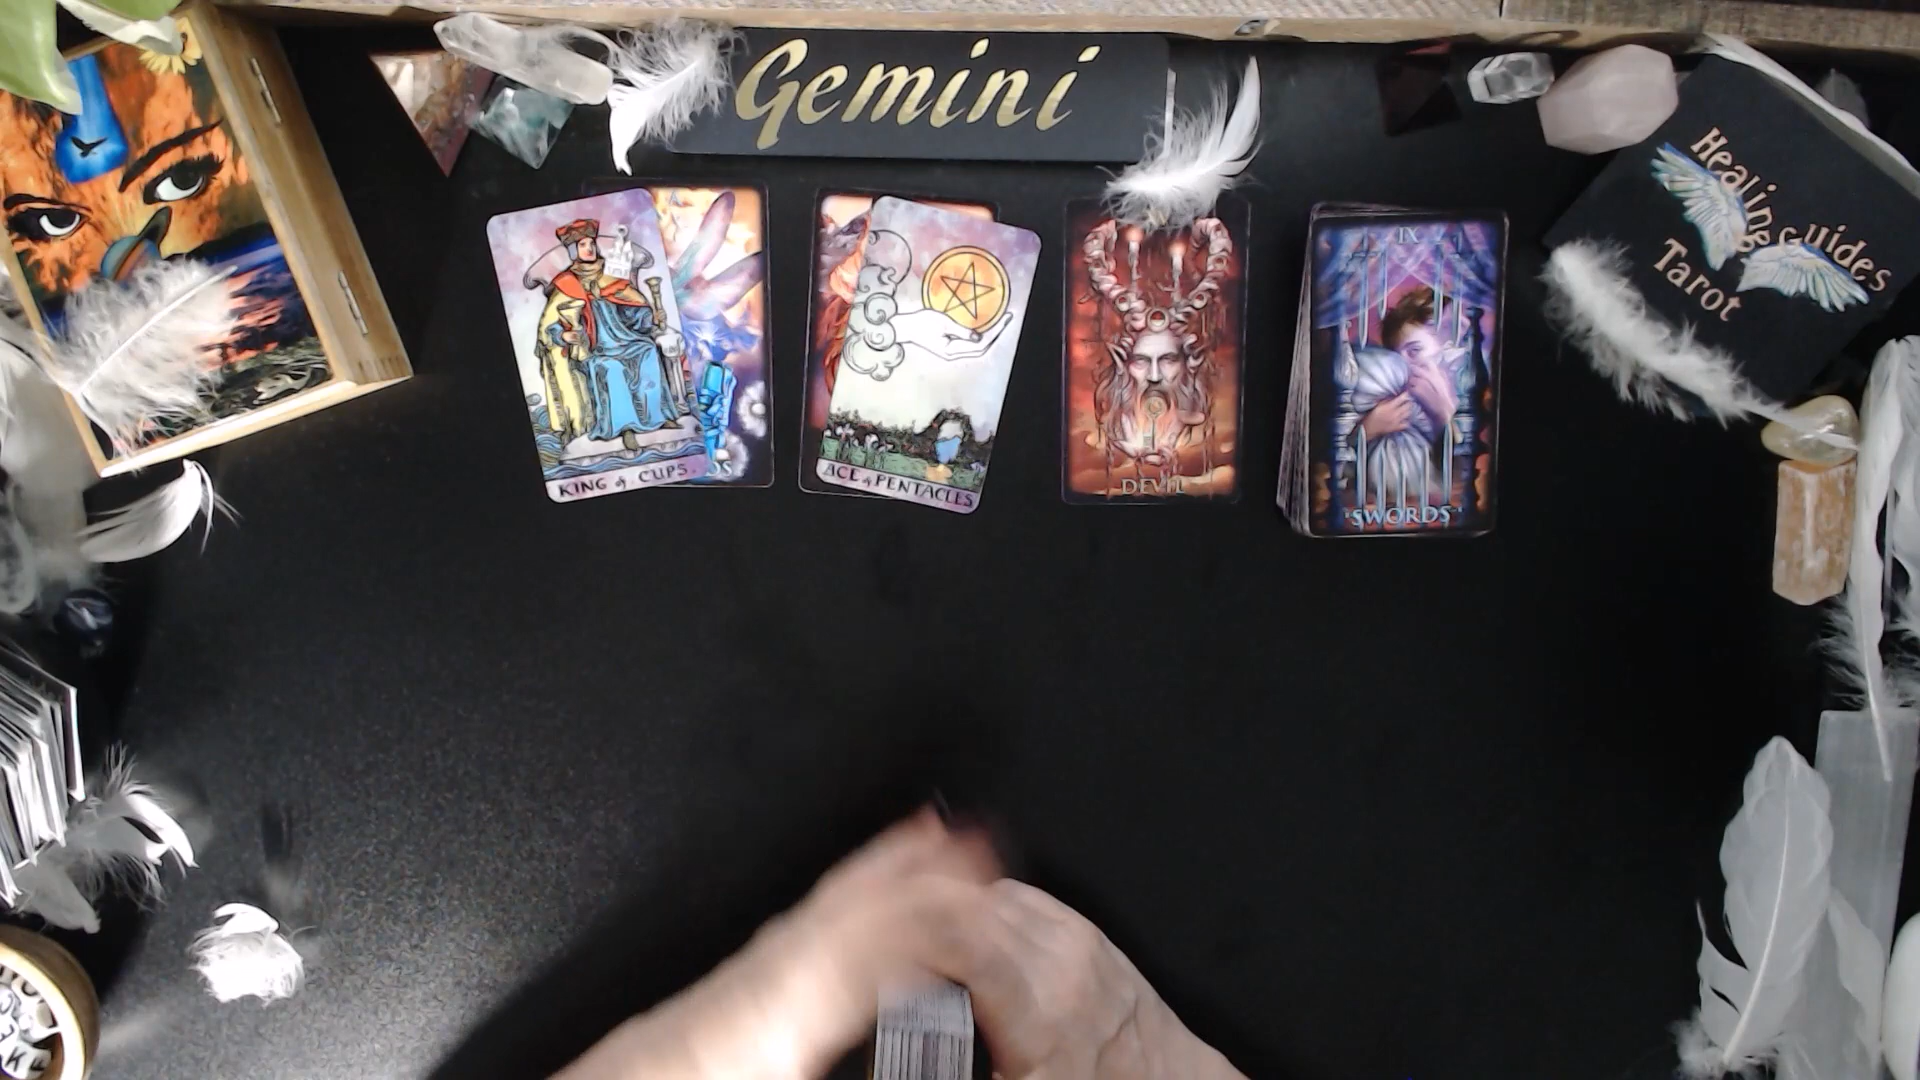 Gemini
Healing
Guides
Tarot
KING of CUPS
ACE of PENTACLES
DEVIL
IX
SWORDS